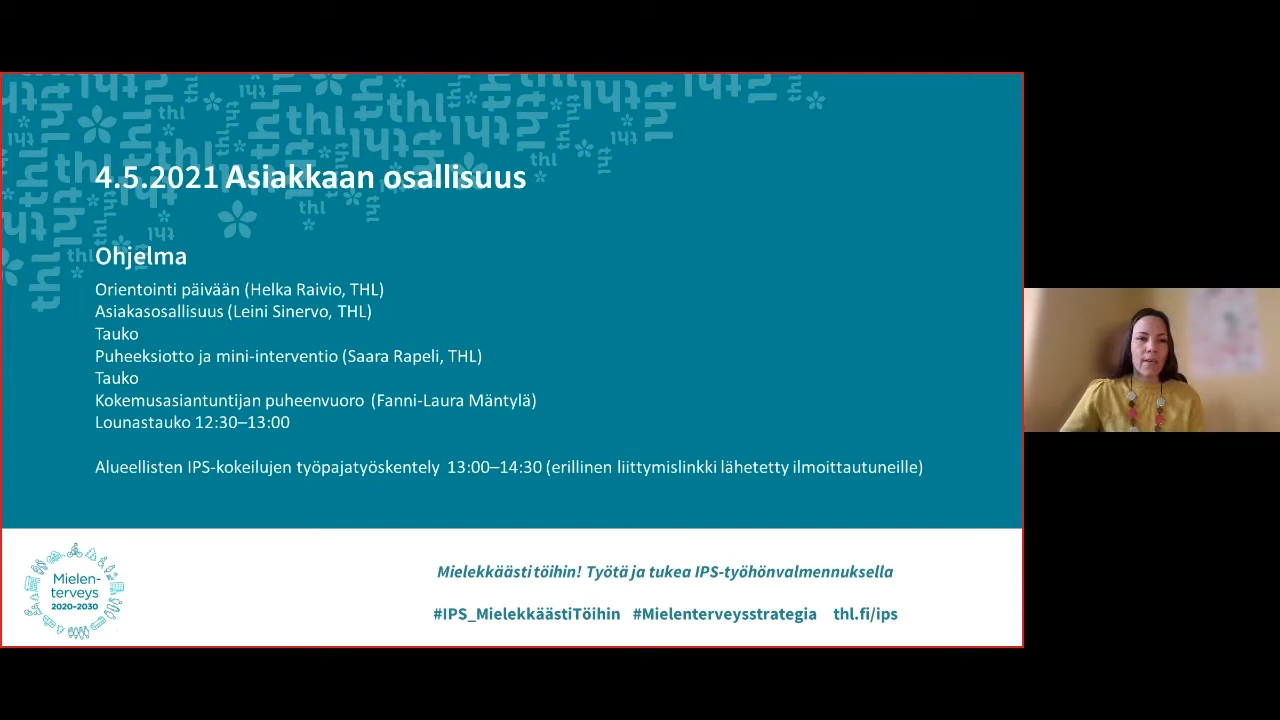 4.5.2021 Asiakkaan osallisuus
Ohjelma
Orientointi päivään (Helka Raivio, THL)
Asiakasosallisuus (Leini Sinervo, THL)
Tauko
Puheeksiotto ja mini-interventio (Saara Rapeli, THL)
Tauko
Kokemusasiantuntijan puheenvuoro (Fanni-Laura Mäntylä)
Lounastauko 12:30–13:00
Alueellisten IPS-kokeilujen työpajatyöskentely 13:00–14:30 (erillinen liittymislinkki lähetetty ilmoittautuneille)
Mielen-
terveys
2020–2030
Mielekkäästi töihin! Työtä ja tukea IPS-työhönvalmennuksella
#IPS_MielekkäästiTöihin #Mielenterveysstrategia thl.fi/ips